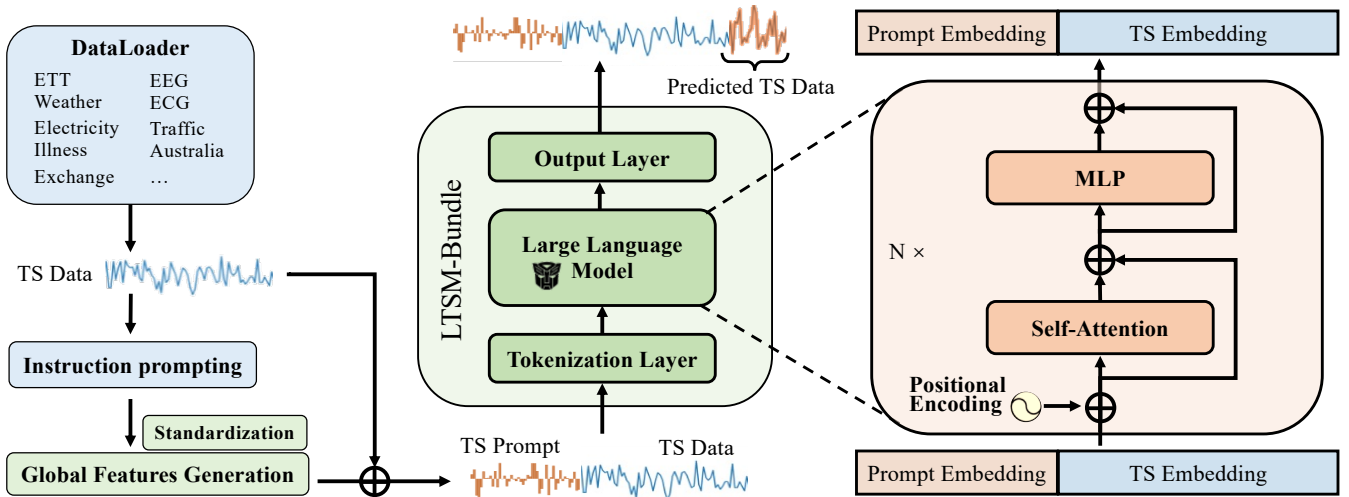 DataLoader
ETT EEG
Weather ECG
Electricity Traffic
Illness Australia
Exchange ...
TS Data
Instruction prompting
Standardization
Global Features Generation
Predicted TS Data
LTSM-Bundle
Output Layer
Large Language
Model
Tokenization Layer
TS Prompt TS Data
Prompt Embedding TS Embedding
MLP
N ×
Self-Attention
Positional
Encoding
Prompt Embedding TS Embedding